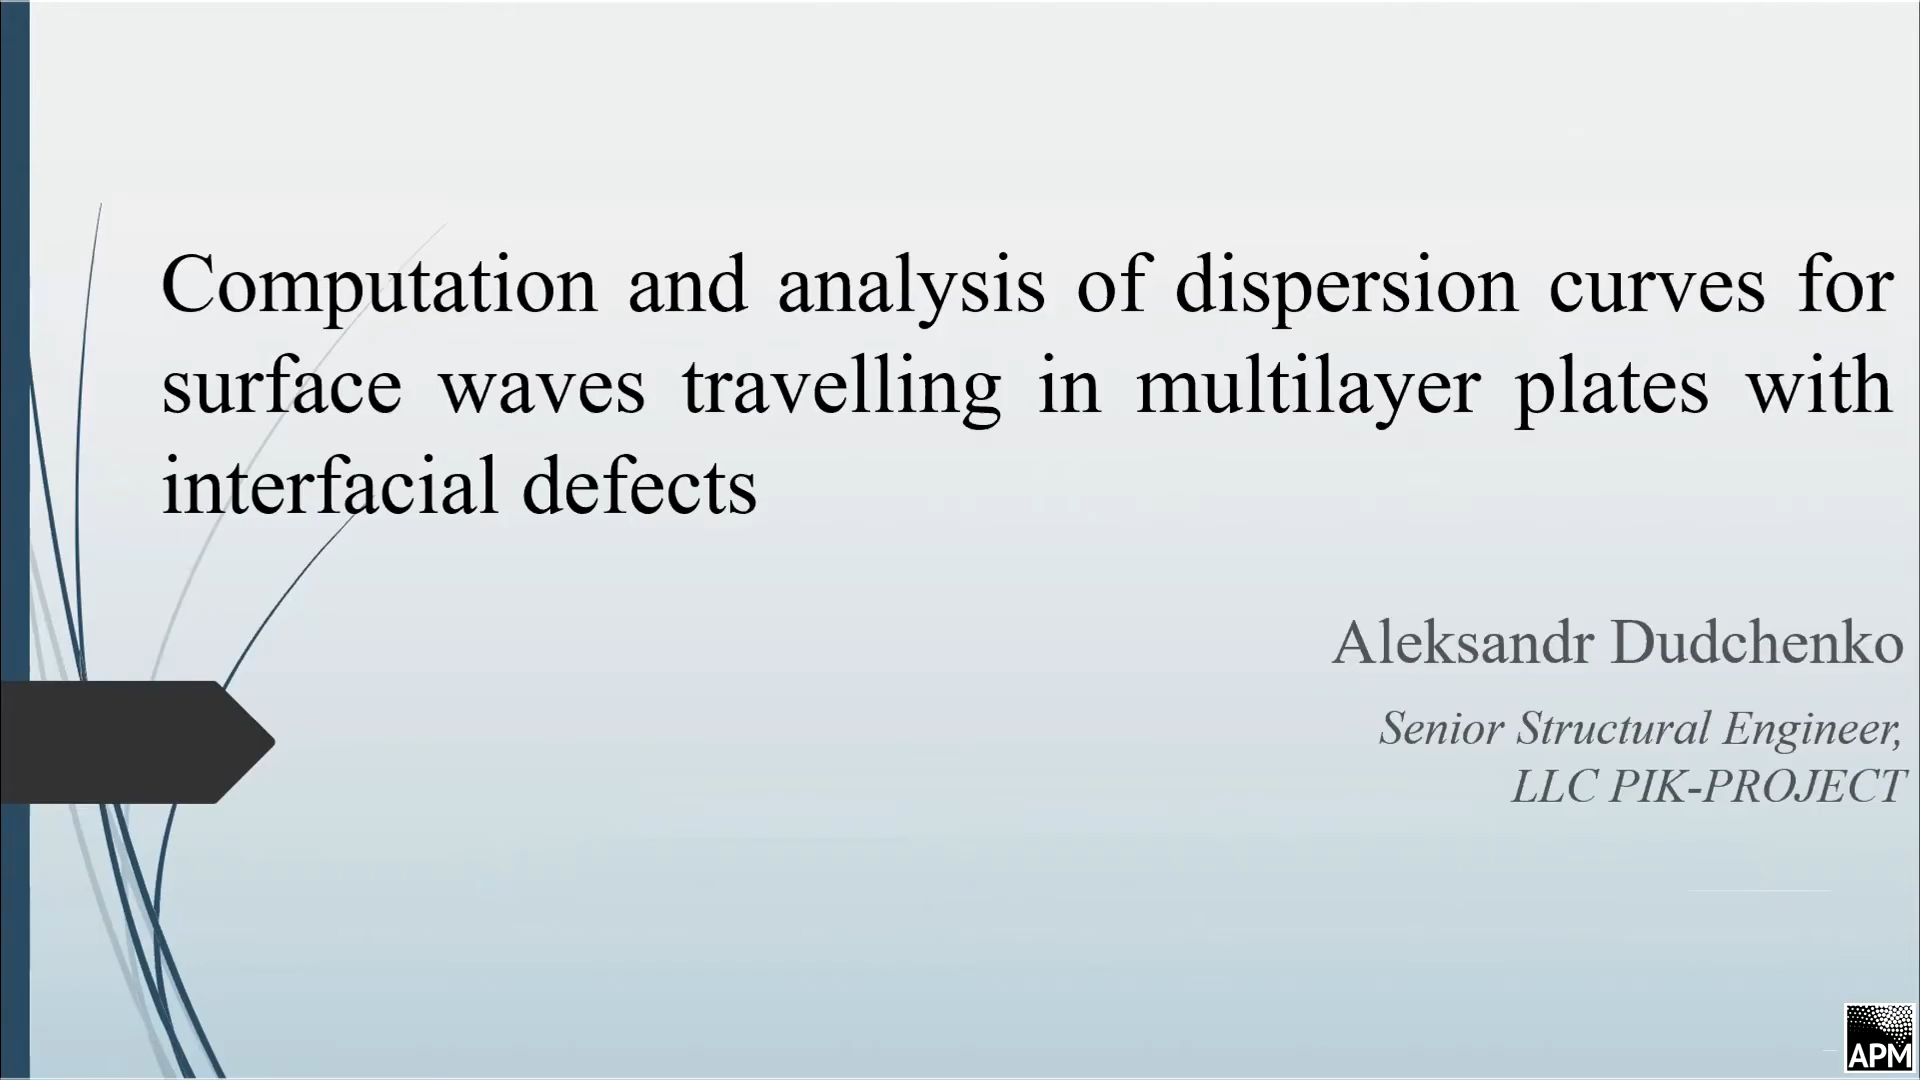 Computation and analysis of dispersion curves for
surface waves travelling in multilayer plates with
interfacial defects
Aleksandr Dudchenko
Senior Structural Engineer,
LLC PIK-PROJECT
APM